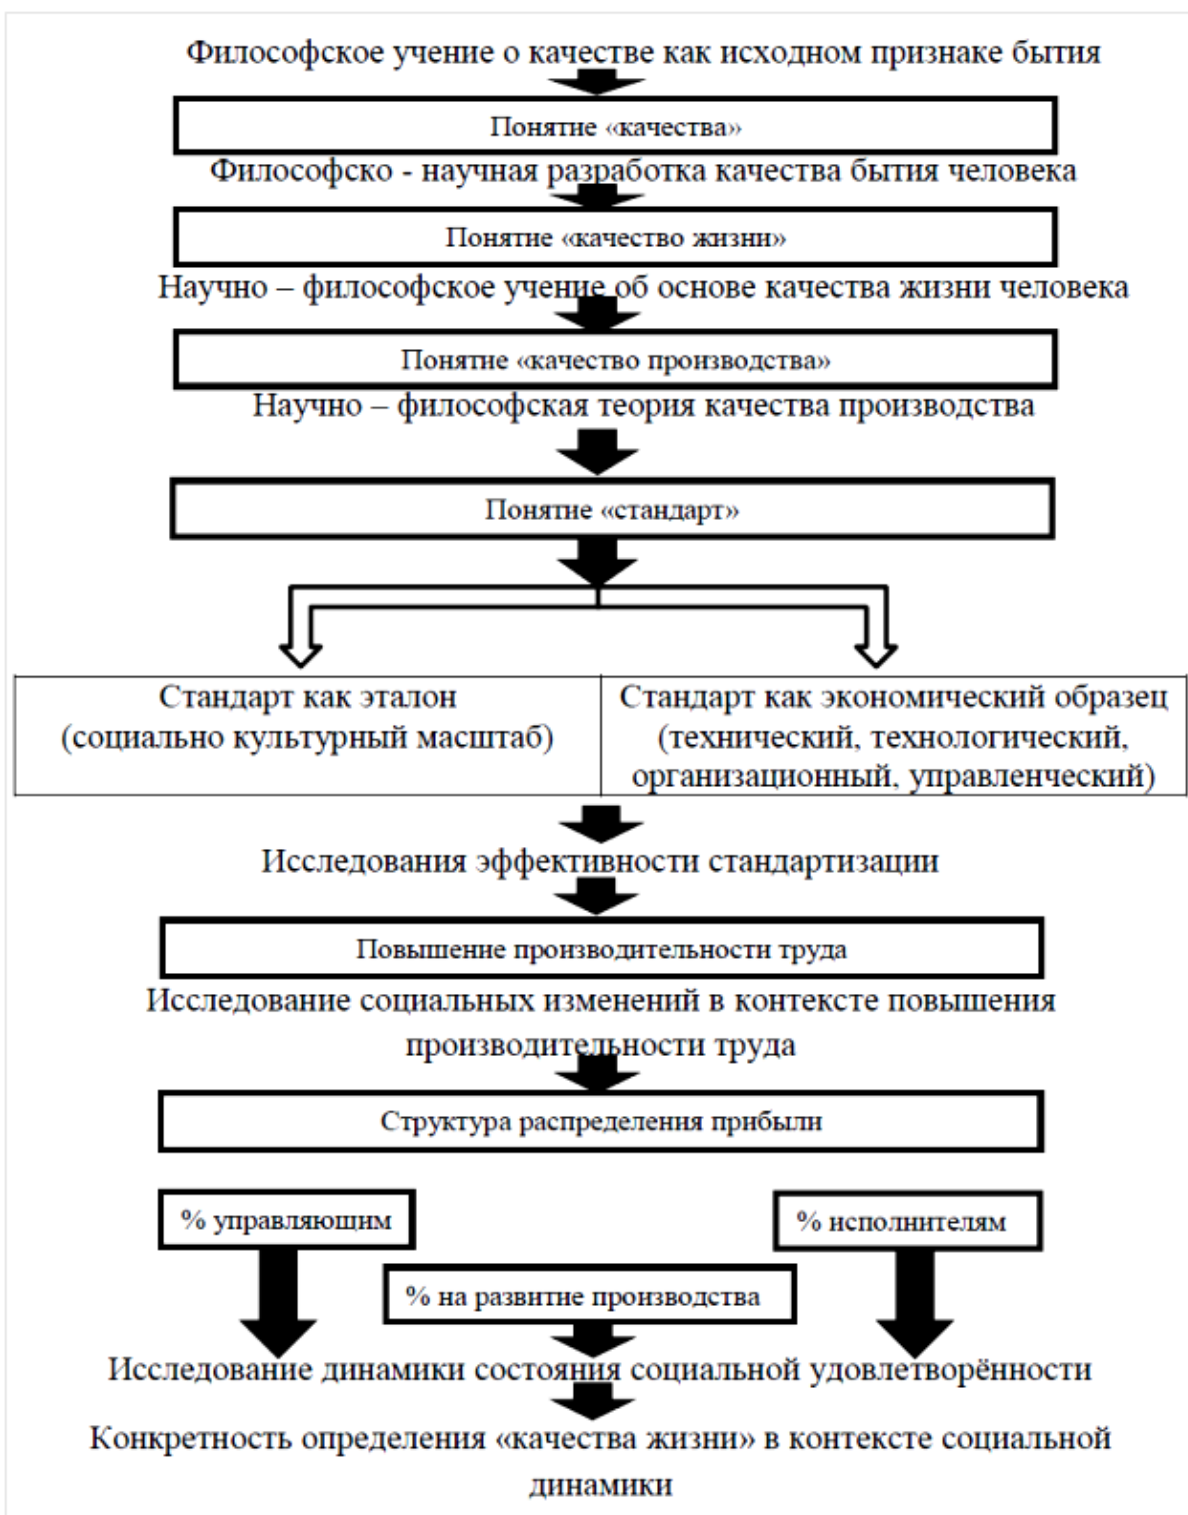 Философское учение о качестве как исходном признаке бытия
Понятие «качества»
Философско - научная разработка качества бытия человека
Понятие «качество жизни»
Научно – философское учение об основе качества жизни человека
Понятие «качество производства»
Научно – философская теория качества производства
Понятие «стандарт»
Стандарт как эталон
(социально культурный масштаб)
Стандарт как экономический образец
(технический, технологический,
организационный, управленческий)
Исследования эффективности стандартизации
Повышение производительности труда
Исследование социальных изменений в контексте повышения
производительности труда
Структура распределения прибыли
% управляющим
% исполнителям
% на развитие производства
Исследование динамики состояния социальной удовлетворённости
Конкретность определения «качества жизни» в контексте социальной
динамики